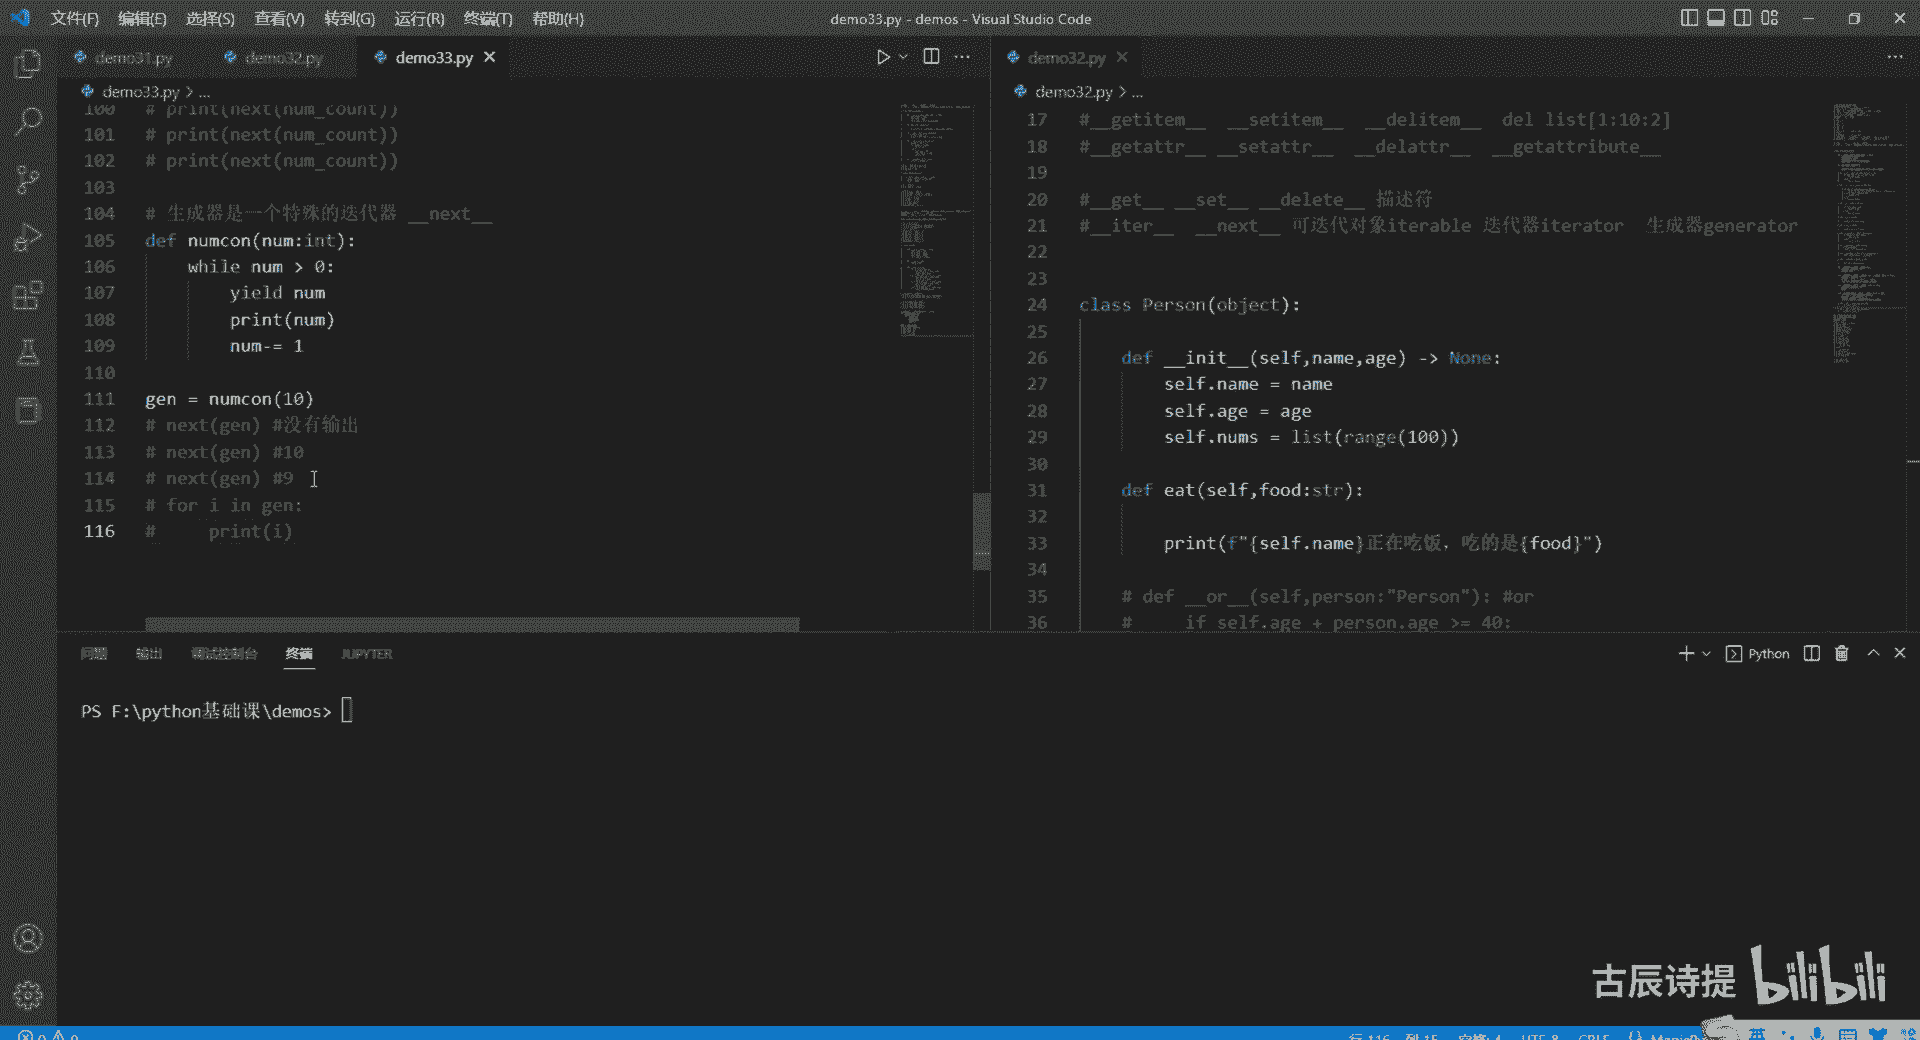 文件(F) 编辑(E) 选择(S) 查看(V) 转到(G) 运行(R) 终端(T) 帮助(H)
demo33.py - demos - Visual Studio Code
demo31.py demo32.py demo33.py
demo33.py > ...
100 # print(next(num_count))
101 # print(next(num_count))
102 # print(next(num_count))
103
104 # 生成器是一个特殊的迭代器 __next__
105 def numcon(num:int):
106 while num > 0:
107 yield num
108 print(num)
109 num-= 1
110
111 gen = numcon(10)
112 # next(gen) #没有输出
113 # next(gen) #10
114 # next(gen) #9
115 # for i in gen:
116 # print(i)
demo32.py
demo32.py > ...
17 #__getitem__ __setitem__ __delitem__ del list[1:10:2]
18 #__getattr__ __setattr__ __delattr__ __getattribute__
19
20 #__get__ __set__ __delete__ 描述符
21 #__iter__ __next__ 可迭代对象iterable 迭代器iterator 生成器generator
22
23
24 class Person(object):
25
26 def __init__(self,name,age) -> None:
27 self.name = name
28 self.age = age
29 self.nums = list(range(100))
30
31 def eat(self,food:str):
32
33 print(f"{self.name}正在吃饭，吃的是{food}")
34
35 # def __or__(self,person:"Person"): #or
36 # if self.age + person.age >= 40:
问题 输出 调试控制台 终端 JUPYTER
Python
PS F:\python基础课\demos>
古辰诗提 bilibili
行 116 列 15 空格: 4 UTF-8 CRLF
英